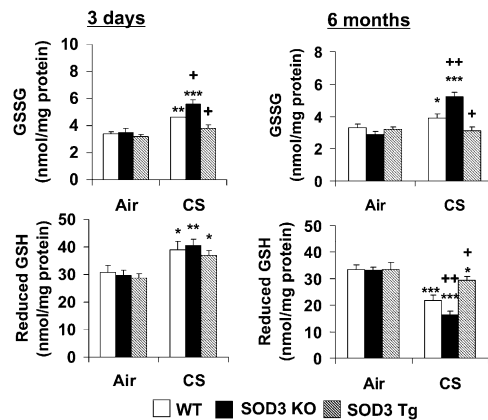 3 days
6 months
GSSG
(nmol/mg protein)
10
8
6
4
2
0
+
***
**
+
Air
CS
GSSG
(nmol/mg protein)
8
6
4
2
0
++
***
*
+
Air
CS
Reduced GSH
(nmol/mg protein)
50
40
30
20
10
0
*
**
*
Air
CS
Reduced GSH
(nmol/mg protein)
50
40
30
20
10
0
***
++
***
+
*
Air
CS
WT
SOD3 KO
SOD3 Tg